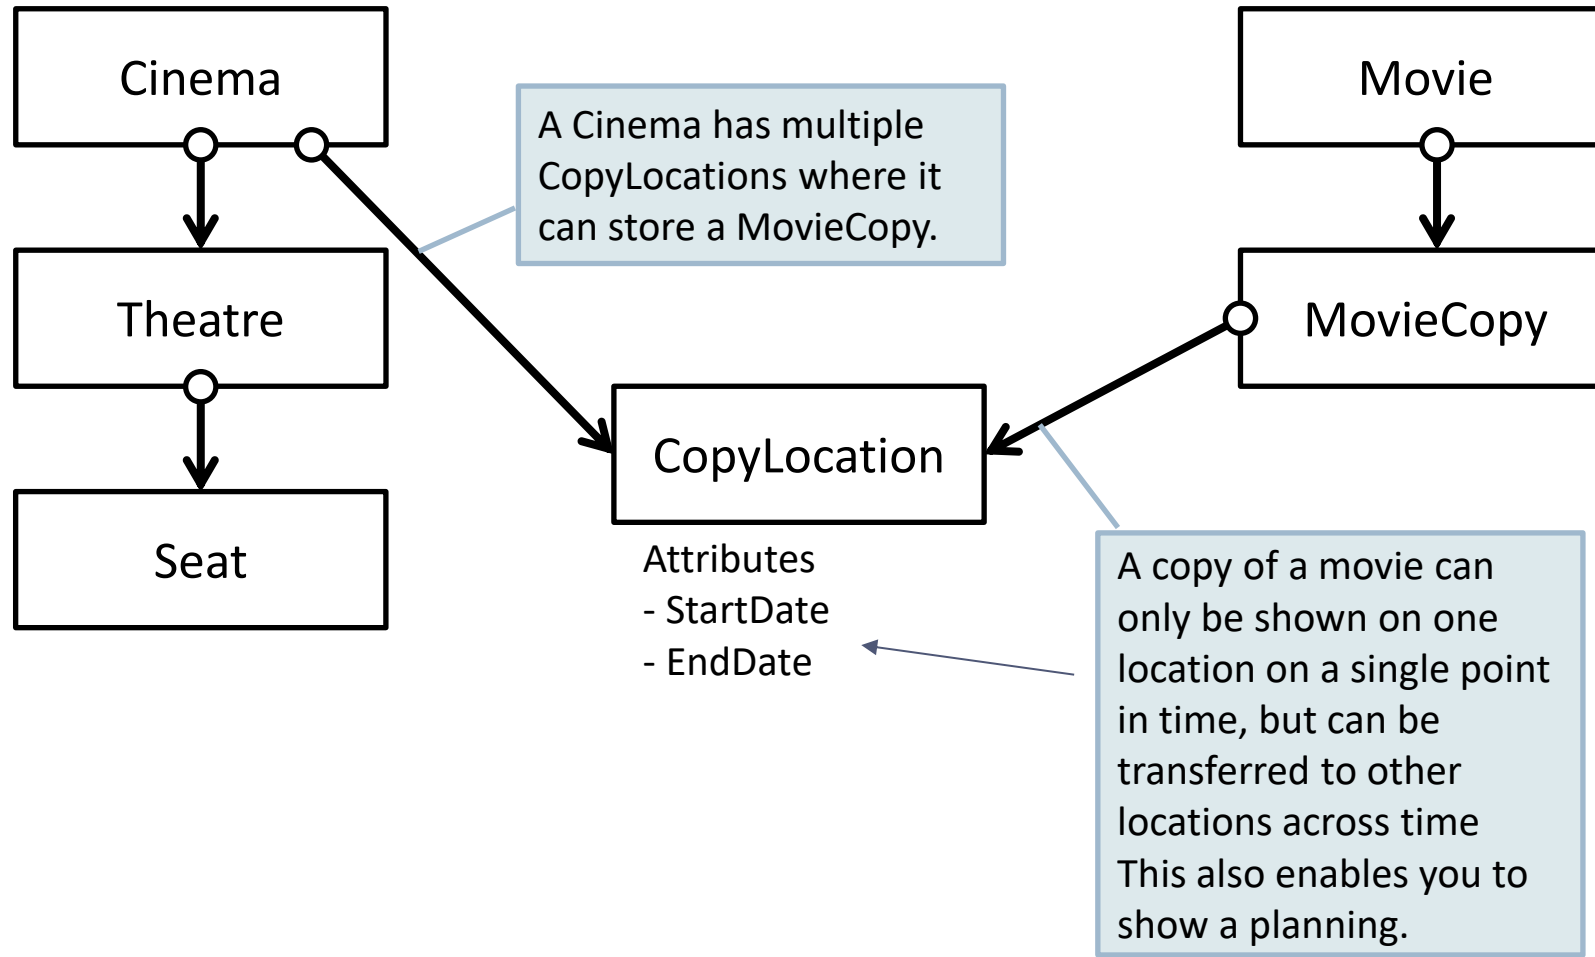 Cinema
Movie
A Cinema has multiple
CopyLocations where it
can store a MovieCopy.
Theatre
MovieCopy
CopyLocation
Seat
Attributes
- StartDate
- EndDate
A copy of a movie can
only be shown on one
location on a single point
in time, but can be
transferred to other
locations across time
This also enables you to
show a planning.